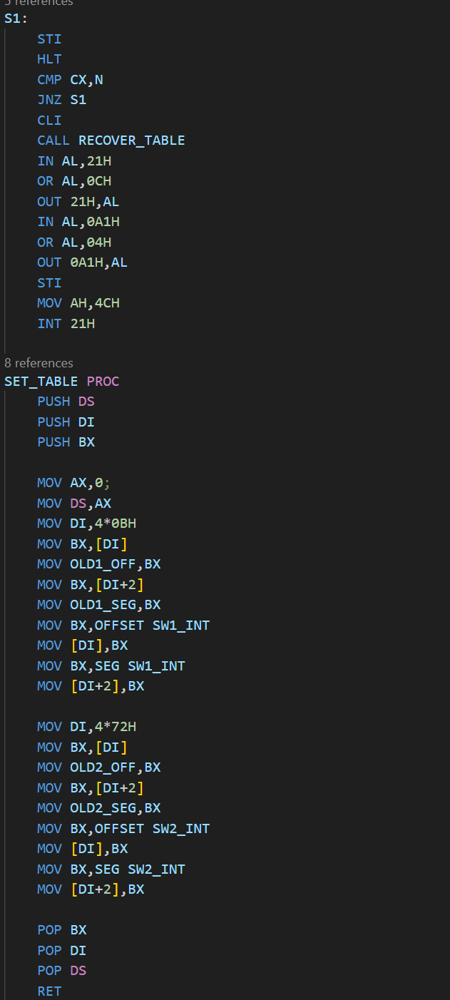 5 references
S1:
STI
HLT
CMP CX,N
JNZ S1
CLI
CALL RECOVER_TABLE
IN AL,21H
OR AL,0CH
OUT 21H,AL
IN AL,0A1H
OR AL,04H
OUT 0A1H,AL
STI
MOV AH,4CH
INT 21H
8 references
SET_TABLE PROC
PUSH DS
PUSH DI
PUSH BX
MOV AX,0;
MOV DS,AX
MOV DI,4*0BH
MOV BX,[DI]
MOV OLD1_OFF,BX
MOV BX,[DI+2]
MOV OLD1_SEG,BX
MOV BX,OFFSET SW1_INT
MOV [DI],BX
MOV BX,SEG SW1_INT
MOV [DI+2],BX
MOV DI,4*72H
MOV BX,[DI]
MOV OLD2_OFF,BX
MOV BX,[DI+2]
MOV OLD2_SEG,BX
MOV BX,OFFSET SW2_INT
MOV [DI],BX
MOV BX,SEG SW2_INT
MOV [DI+2],BX
POP BX
POP DI
POP DS
RET